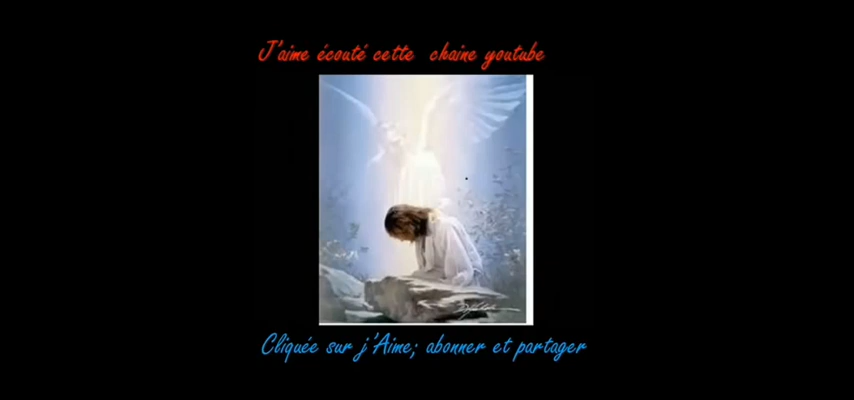 J'aime écouté cette chaine youtube
Cliquée sur j'Aime; abonner et partager